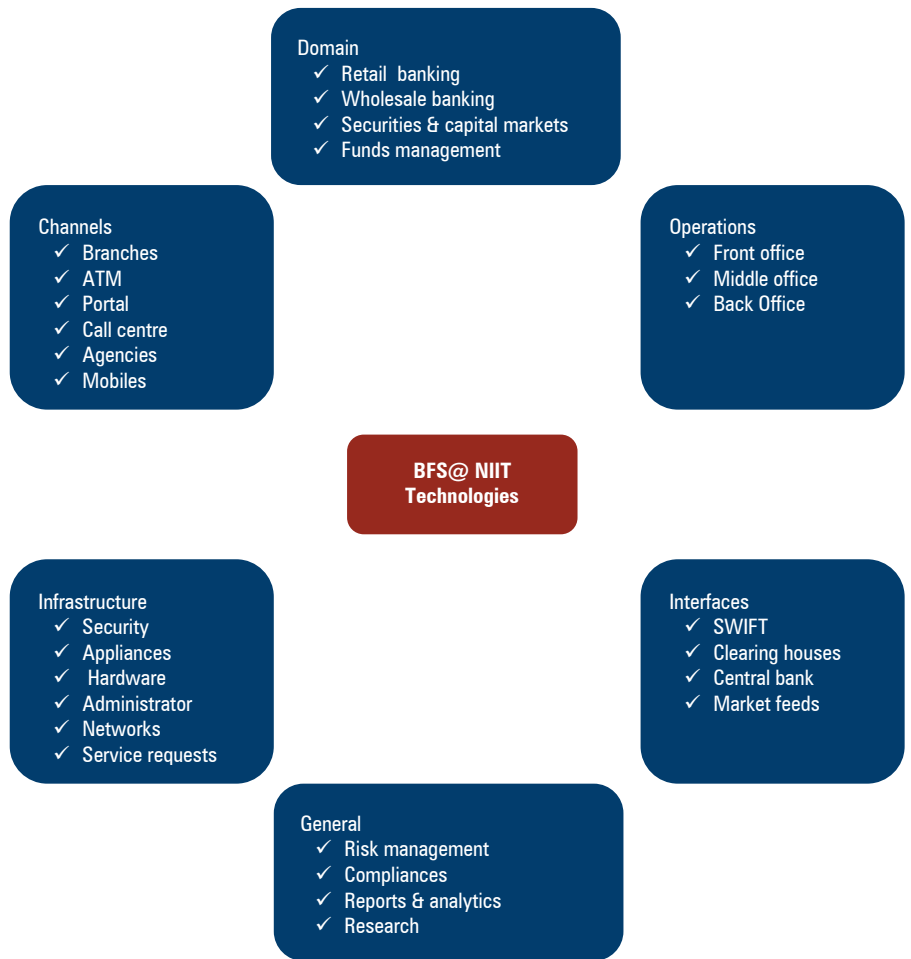 Domain
✓ Retail banking
✓ Wholesale banking
✓ Securities & capital markets
✓ Funds management
Channels
✓ Branches
✓ ATM
✓ Portal
✓ Call centre
✓ Agencies
✓ Mobiles
Operations
✓ Front office
✓ Middle office
✓ Back Office
BFS@ NIIT
Technologies
Infrastructure
✓ Security
✓ Appliances
✓ Hardware
✓ Administrator
✓ Networks
✓ Service requests
Interfaces
✓ SWIFT
✓ Clearing houses
✓ Central bank
✓ Market feeds
General
✓ Risk management
✓ Compliances
✓ Reports & analytics
✓ Research